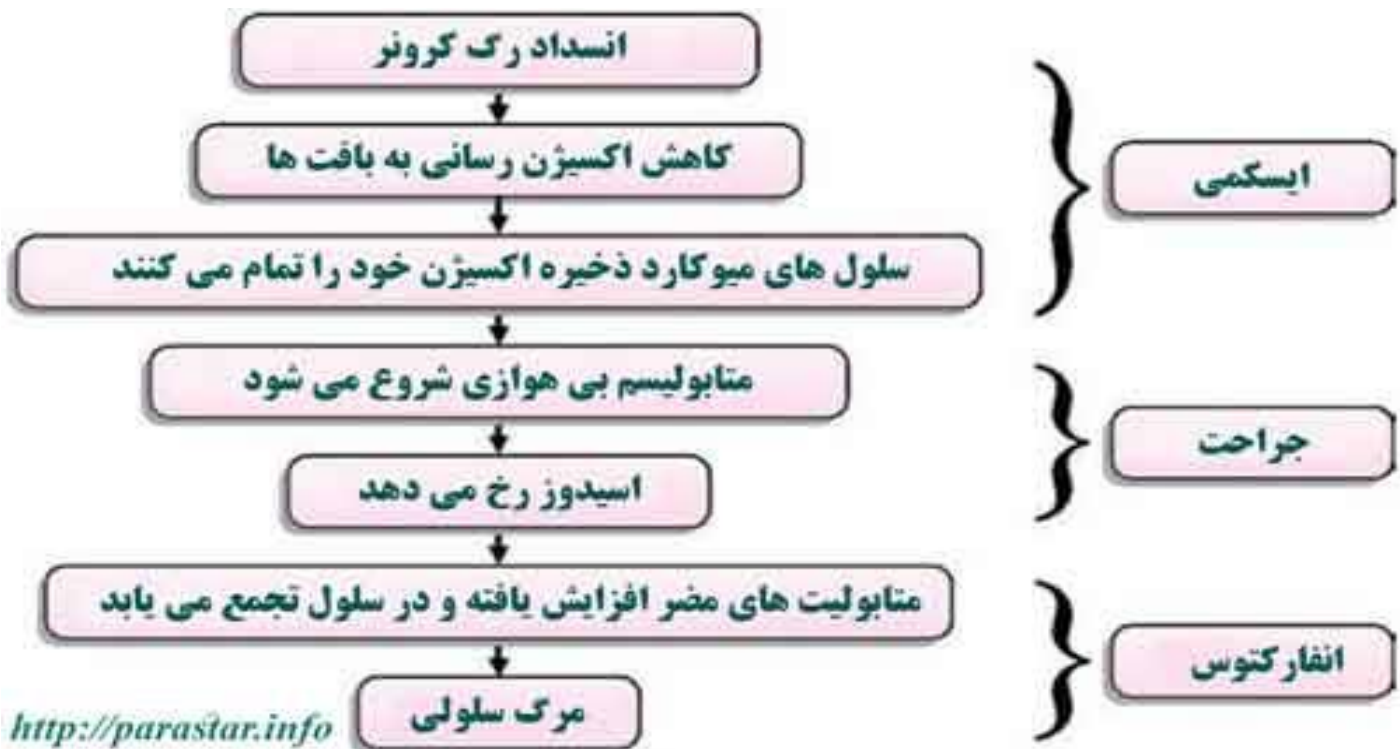 انسداد رگ کرونر
کاهش اکسیژن رسانی به بافت ها
سلول های میوکارد ذخیره اکسیژن خود را تمام می کنند
ایسکمی
متابولیسم بی هوازی شروع می شود
اسیدوز رخ می دهد
جراحت
متابولیت های مضر افزایش یافته و در سلول تجمع می یابد
مرگ سلولی
انفارکتوس
http://parastar.info